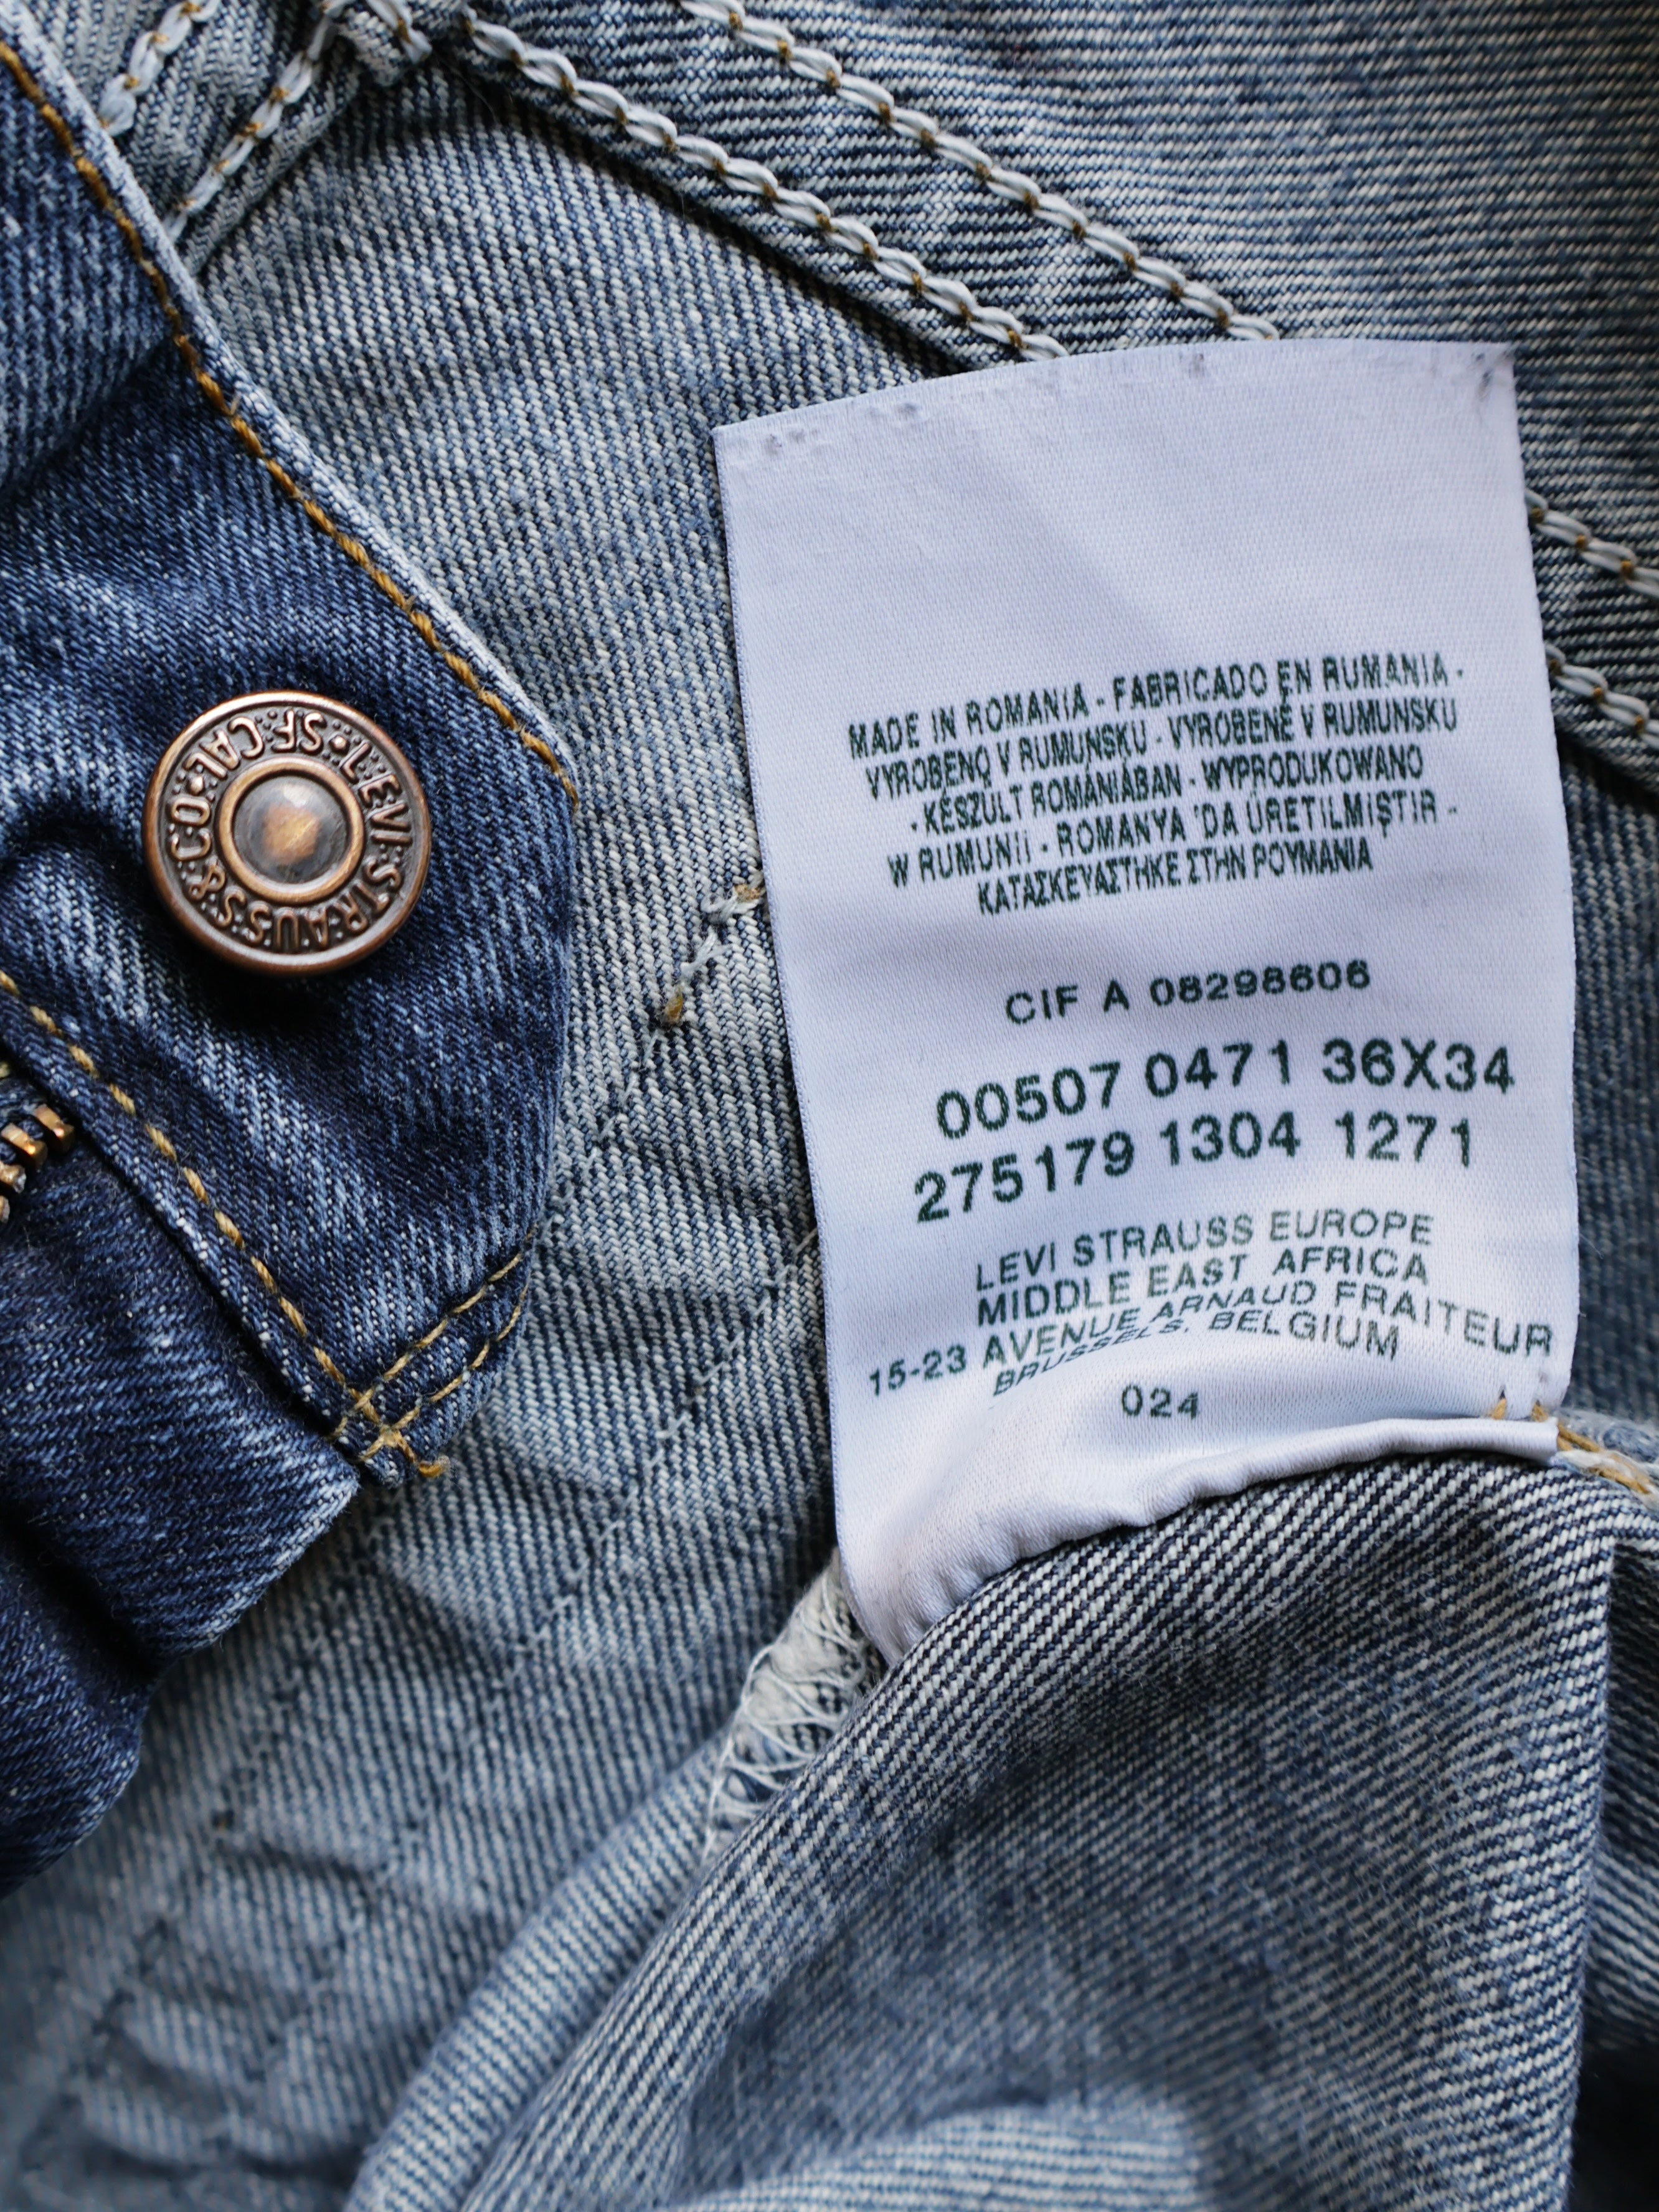 LEVI STRAUSS & CO. S.F. CAL.
MADE IN ROMANIA - FABRICADO EN RUMANIA -
VYROBENO V RUMUNSKU - VYROBENÉ V RUMUNSKU
- KÉSZÜLT ROMÁNIÁBAN - WYPRODUKOWANO
W RUMUNII - ROMANYA 'DA ÜRETILMIŞTIR -
ΚΑΤΑΣΚΕΥΑΣΤΗΚΕ ΣΤΗΝ ΡΟΥΜΑΝΙΑ
CIF A 08298606
00507 0471 36X34
275179 1304 1271
LEVI STRAUSS EUROPE
MIDDLE EAST AFRICA
15-23 AVENUE ARNAUD FRAITEUR
BRUSSELS, BELGIUM
024